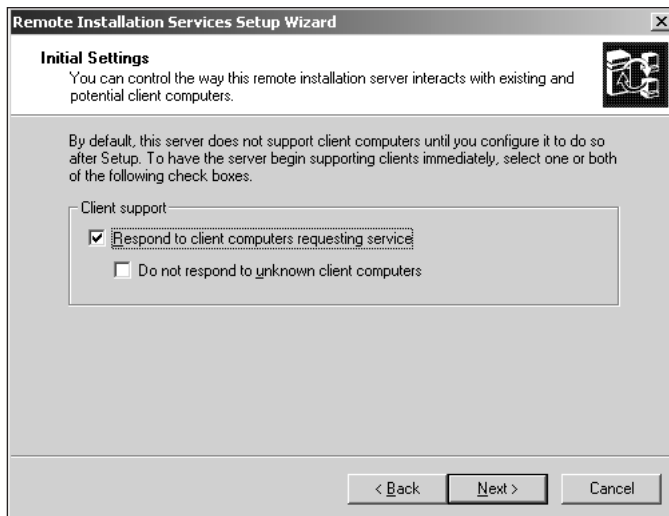 Remote Installation Services Setup Wizard
Initial Settings
You can control the way this remote installation server interacts with existing and
potential client computers.
By default, this server does not support client computers until you configure it to do so
after Setup. To have the server begin supporting clients immediately, select one or both
of the following check boxes.
Client support
Respond to client computers requesting service
Do not respond to unknown client computers
< Back
Next >
Cancel